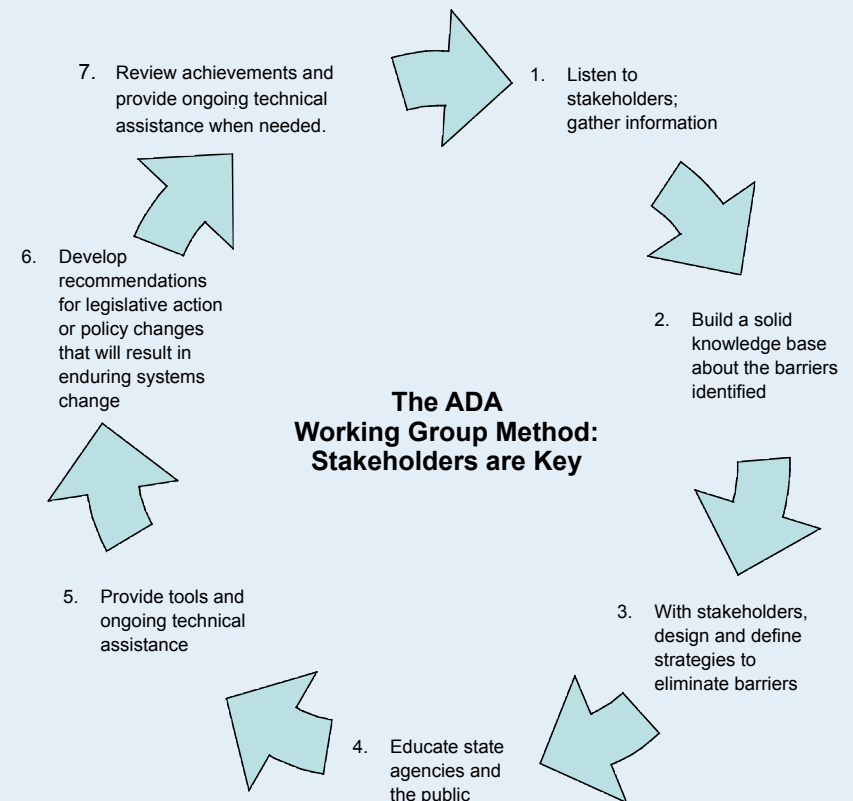 The ADA
Working Group Method:
Stakeholders are Key
1. Listen to
stakeholders;
gather information
2. Build a solid
knowledge base
about the barriers
identified
3. With stakeholders,
design and define
strategies to
eliminate barriers
4. Educate state
agencies and
the public
5. Provide tools and
ongoing technical
assistance
6. Develop
recommendations
for legislative action
or policy changes
that will result in
enduring systems
change
7. Review achievements and
provide ongoing technical
assistance when needed.